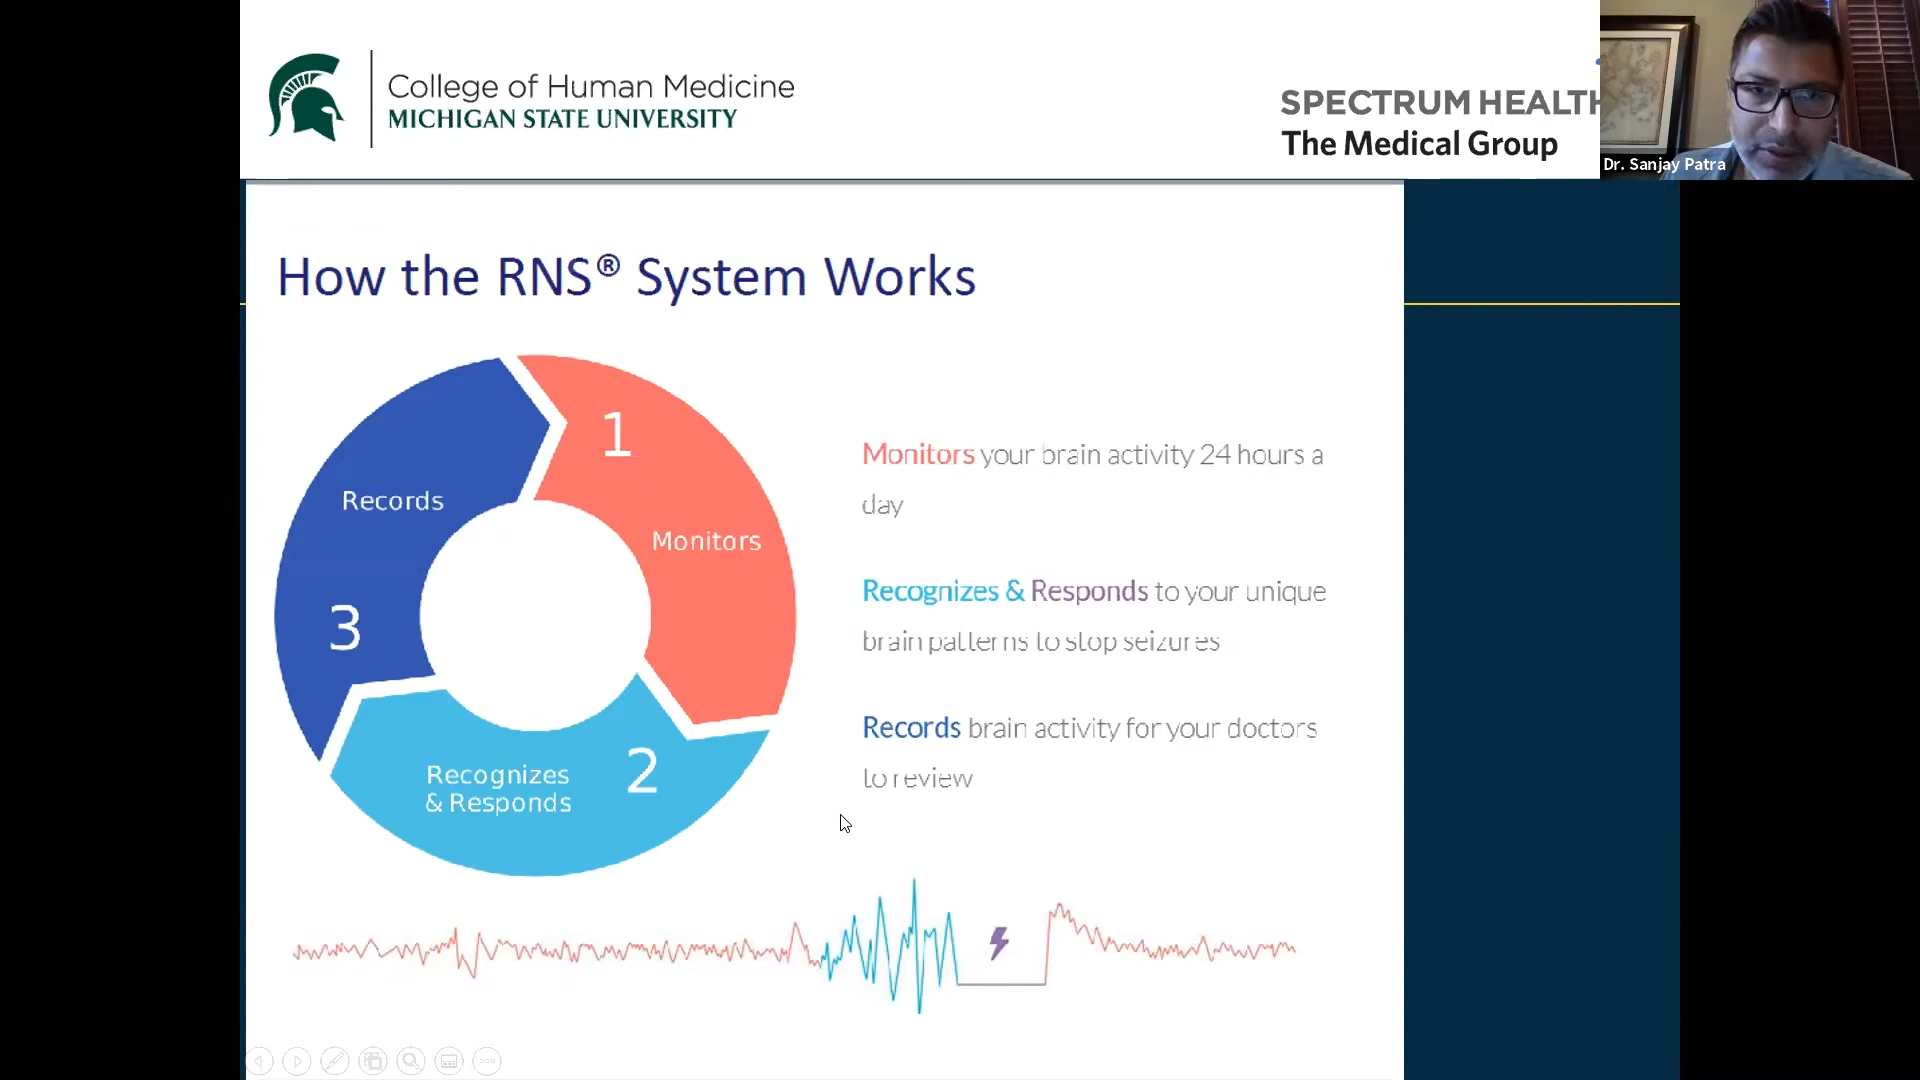 College of Human Medicine
MICHIGAN STATE UNIVERSITY
SPECTRUM HEALTH
The Medical Group
Dr. Sanjay Patra
How the RNS® System Works
1
Monitors
Records
3
Recognizes
& Responds
2
Monitors your brain activity 24 hours a
day
Recognizes & Responds to your unique
brain patterns to stop seizures
Records brain activity for your doctors
to review